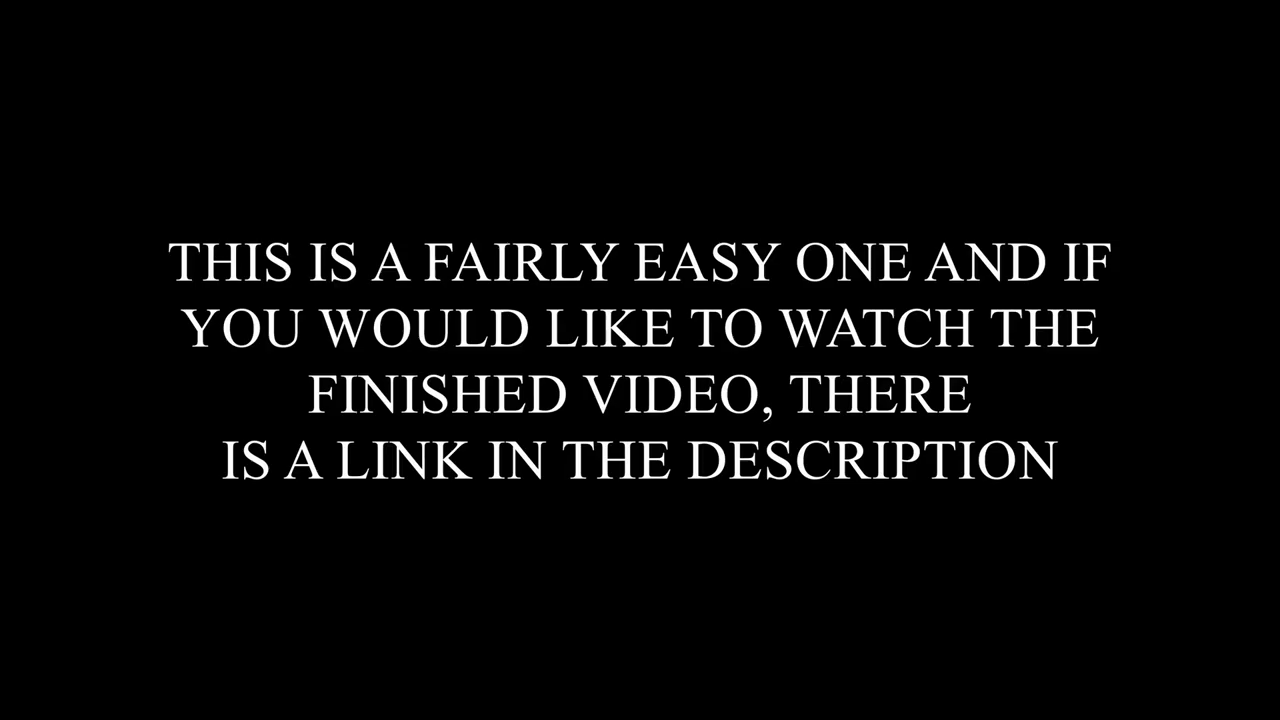 THIS IS A FAIRLY EASY ONE AND IF
YOU WOULD LIKE TO WATCH THE
FINISHED VIDEO, THERE
IS A LINK IN THE DESCRIPTION